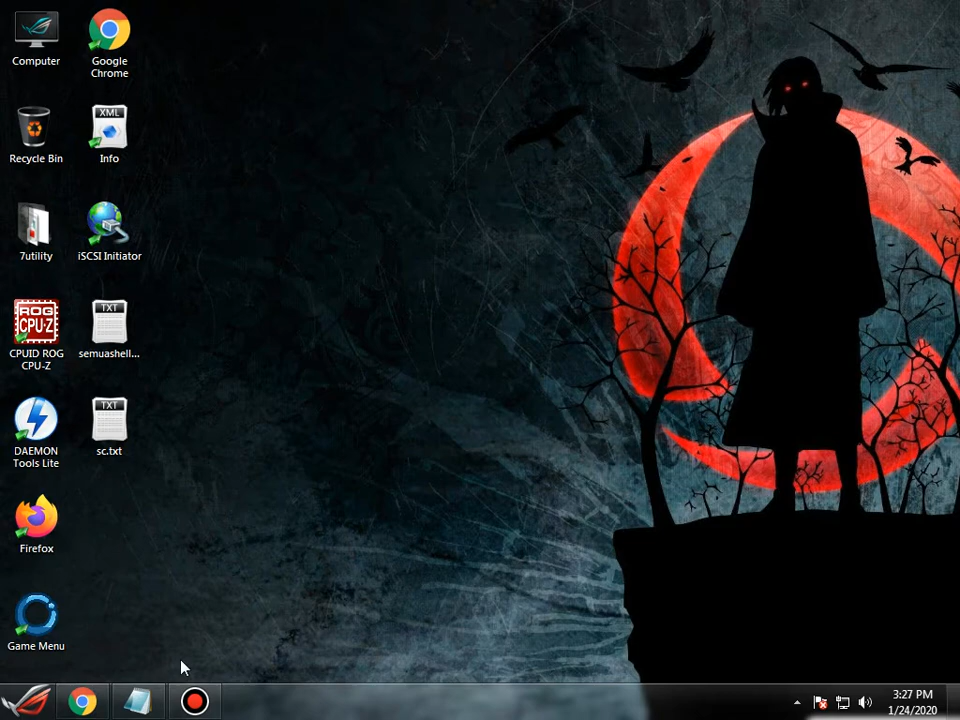 Computer
Google
Chrome
Recycle Bin
XML
Info
7utility
iSCSI Initiator
ROG
CPU-Z
CPUID ROG
CPU-Z
TXT
semuashell...
DAEMON
Tools Lite
TXT
sc.txt
Firefox
Game Menu
3:27 PM
1/24/2020